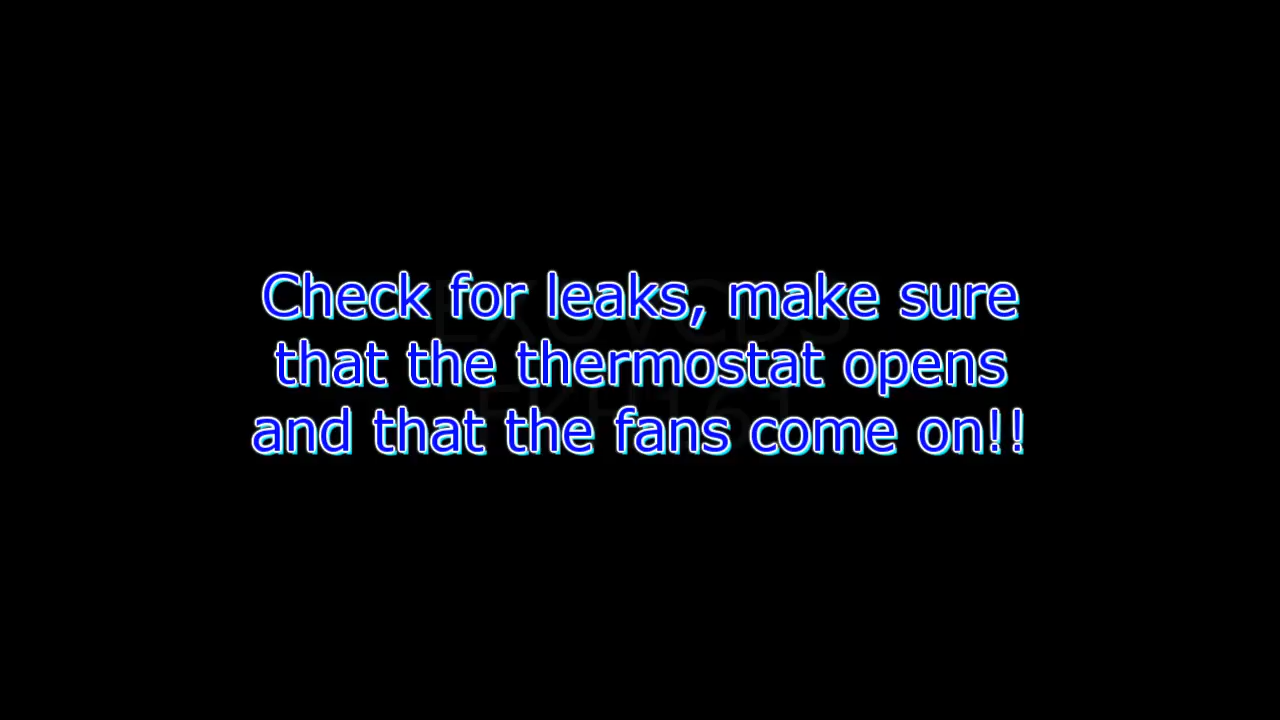 Check for leaks, make sure
that the thermostat opens
and that the fans come on!!